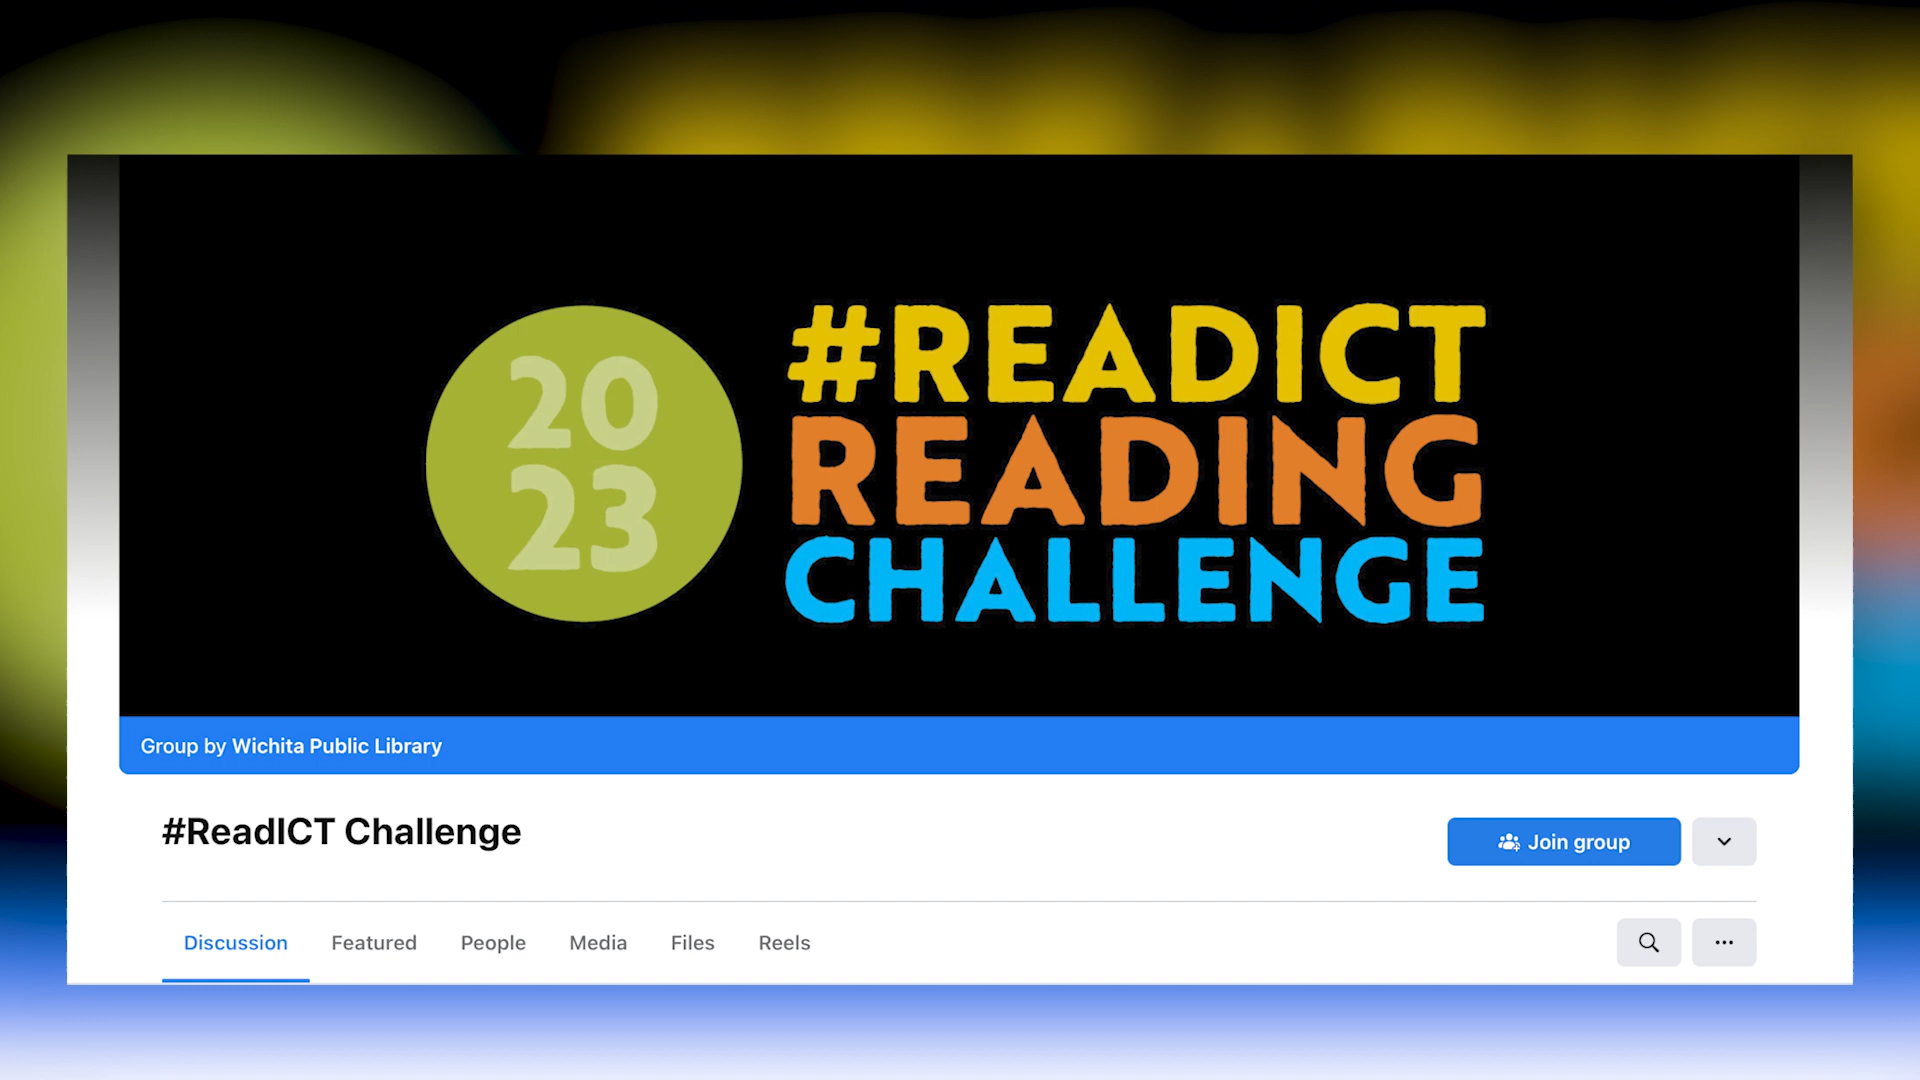 20
23
#READICT
READING
CHALLENGE
Group by Wichita Public Library
#ReadICT Challenge
Join group
Discussion Featured People Media Files Reels